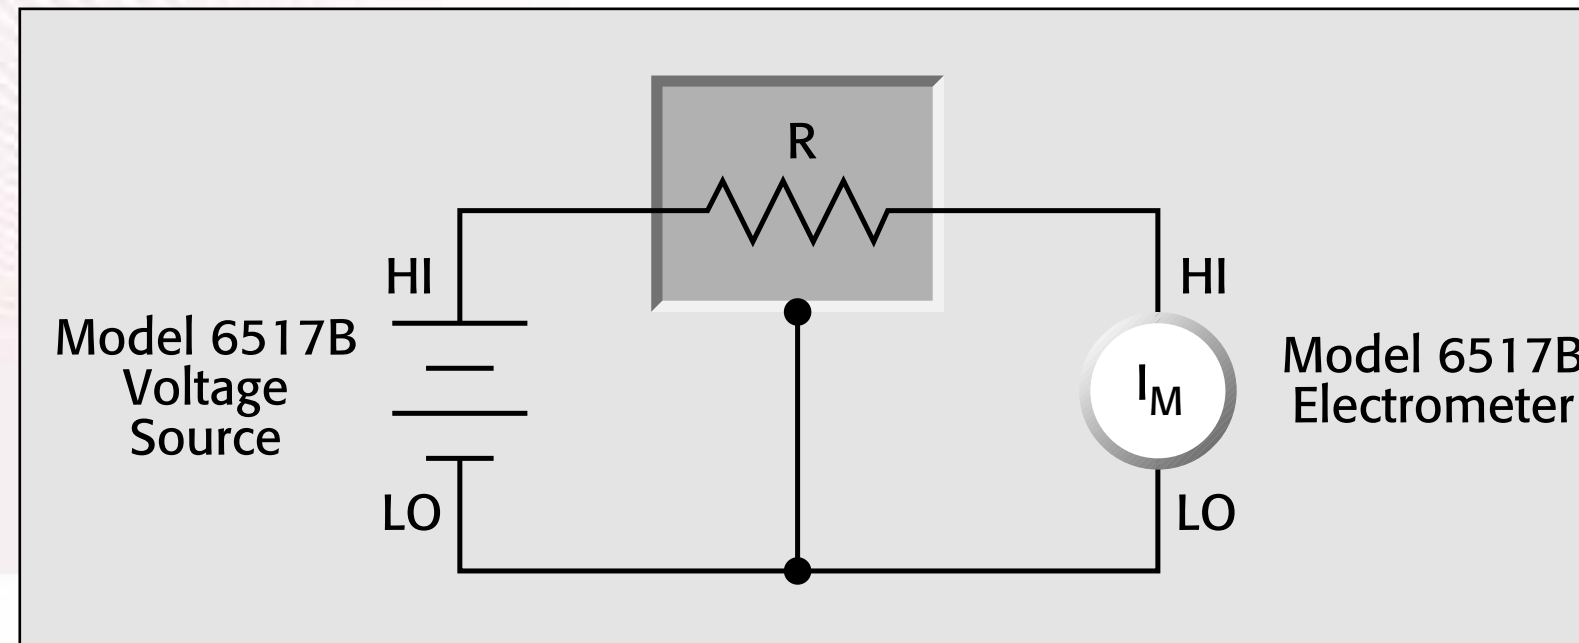 R
HI
Model 6517B
Voltage
Source
LO
HI
I_M
Model 6517B
Electrometer
LO